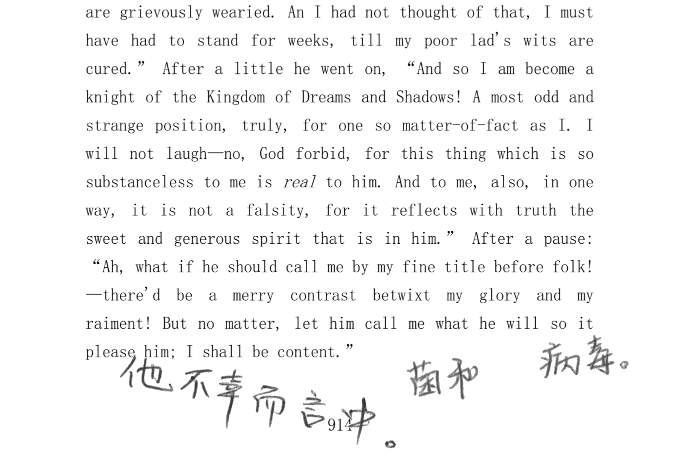 are grievously wearied. An I had not thought of that, I must
have had to stand for weeks, till my poor lad's wits are
cured.” After a little he went on, “And so I am become a
knight of the Kingdom of Dreams and Shadows! A most odd and
strange position, truly, for one so matter-of-fact as I. I
will not laugh—no, God forbid, for this thing which is so
substanceless to me is real to him. And to me, also, in one
way, it is not a falsity, for it reflects with truth the
sweet and generous spirit that is in him.” After a pause:
“Ah, what if he should call me by my fine title before folk!
—there'd be a merry contrast betwixt my glory and my
raiment! But no matter, let him call me what he will so it
please him; I shall be content.”
他不幸而言中。
菌和
病毒。
914